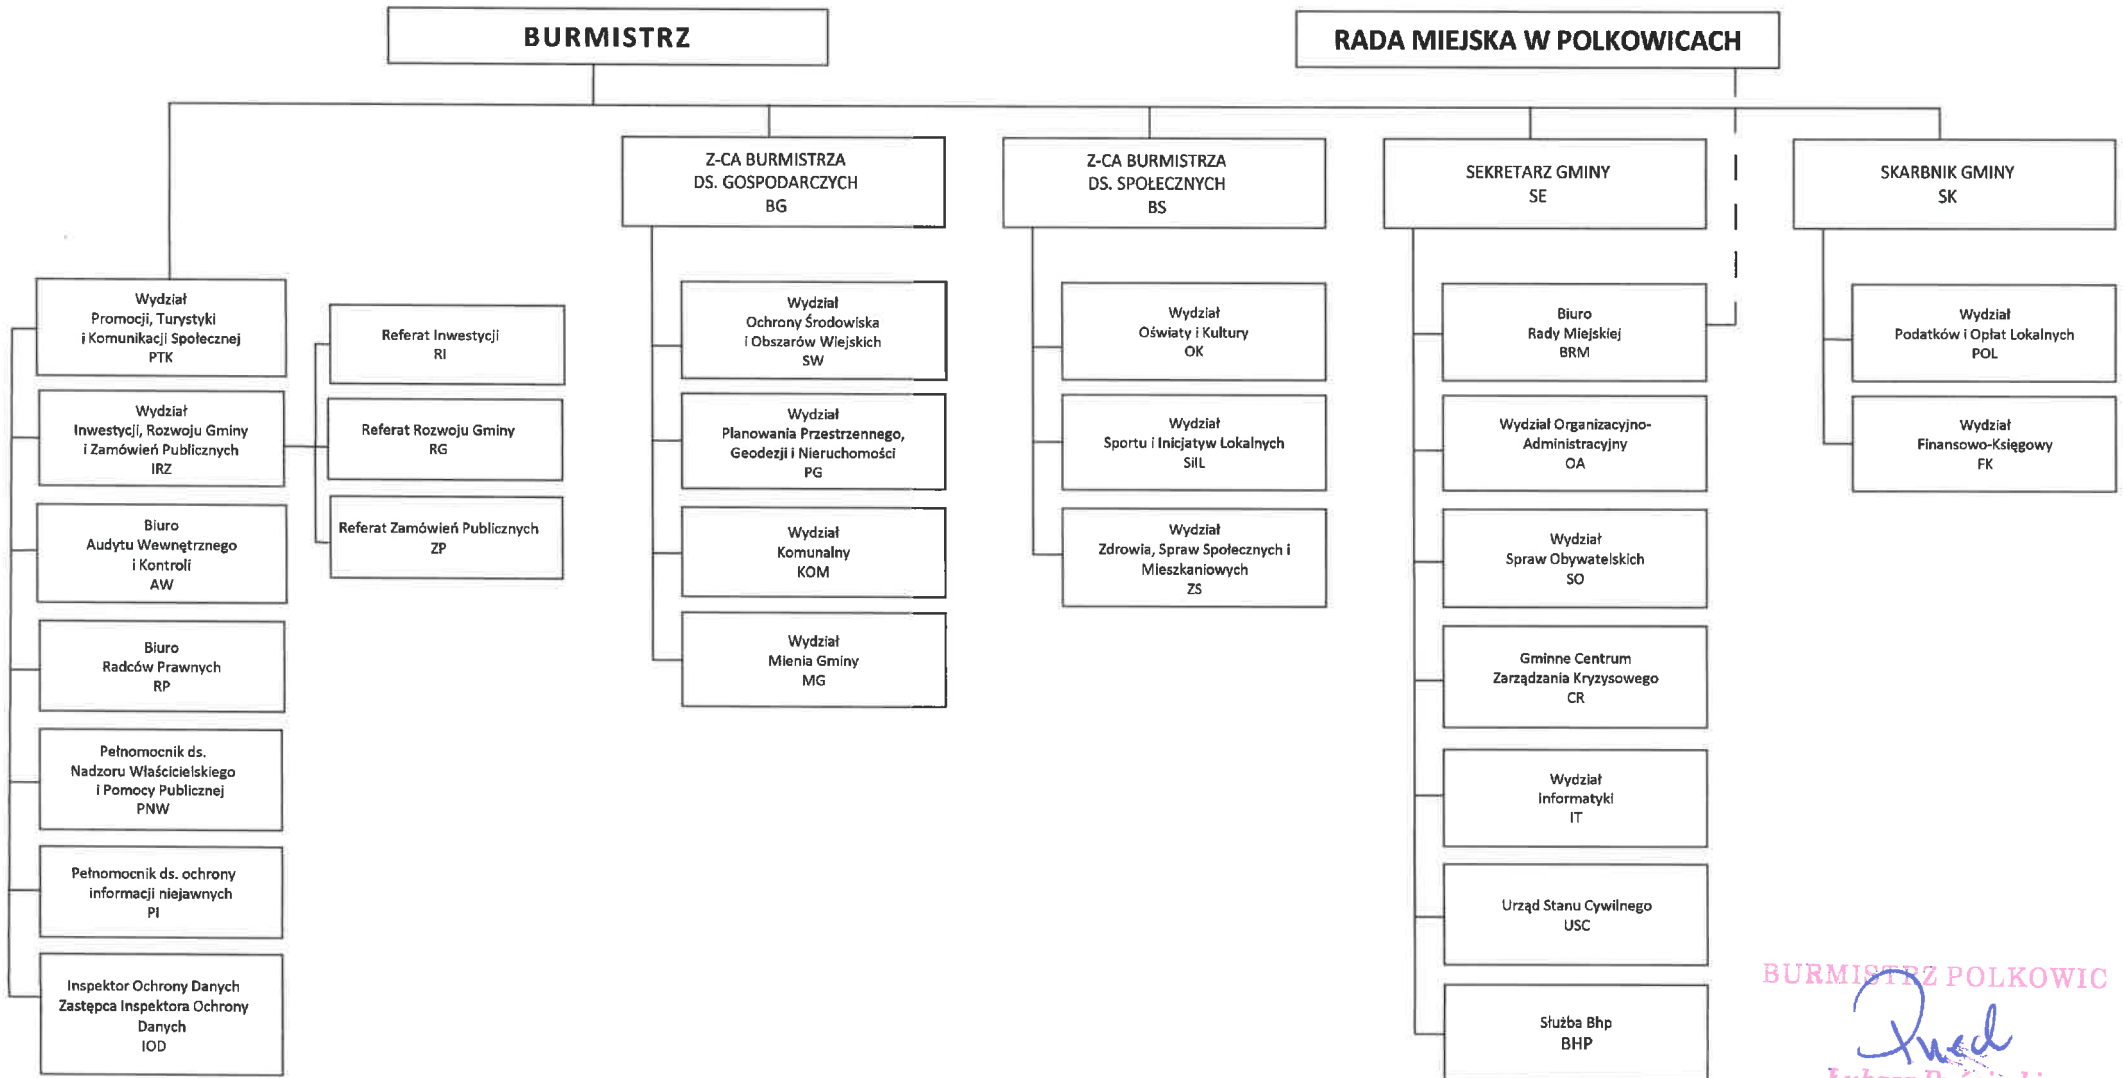 BURMISTRZ
RADA MIEJSKA W POLKOWICACH
Z-CA BURMISTRZA
DS. GOSPODARCZYCH
BG
Z-CA BURMISTRZA
DS. SPOŁECZNYCH
BS
SEKRETARZ GMINY
SE
SKARBNIK GMINY
SK
Wydział
Promocji, Turystyki
i Komunikacji Społecznej
PTK
Wydział
Inwestycji, Rozwoju Gminy
i Zamówień Publicznych
IRZ
Biuro
Audytu Wewnętrznego
i Kontroli
AW
Biuro
Radców Prawnych
RP
Pełnomocnik ds.
Nadzoru Właścicielskiego
i Pomocy Publicznej
PNW
Pełnomocnik ds. ochrony
informacji niejawnych
PI
Inspektor Ochrony Danych
Zastępca Inspektora Ochrony
Danych
IOD
Referat Inwestycji
RI
Referat Rozwoju Gminy
RG
Referat Zamówień Publicznych
ZP
Wydział
Ochrony Środowiska
i Obszarów Wiejskich
SW
Wydział
Planowania Przestrzennego,
Geodezji i Nieruchomości
PG
Wydział
Komunalny
KOM
Wydział
Mienia Gminy
MG
Wydział
Oświaty i Kultury
OK
Wydział
Sportu i Inicjatyw Lokalnych
SiIL
Wydział
Zdrowia, Spraw Społecznych i
Mieszkaniowych
ZS
Biuro
Rady Miejskiej
BRM
Wydział Organizacyjno-
Administracyjny
OA
Wydział
Spraw Obywatelskich
SO
Gminne Centrum
Zarządzania Kryzysowego
CR
Wydział
Informatyki
IT
Urząd Stanu Cywilnego
USC
Służba Bhp
BHP
Wydział
Podatków i Opłat Lokalnych
POL
Wydział
Finansowo-Księgowy
FK
BURMISTRZ POLKOWIC